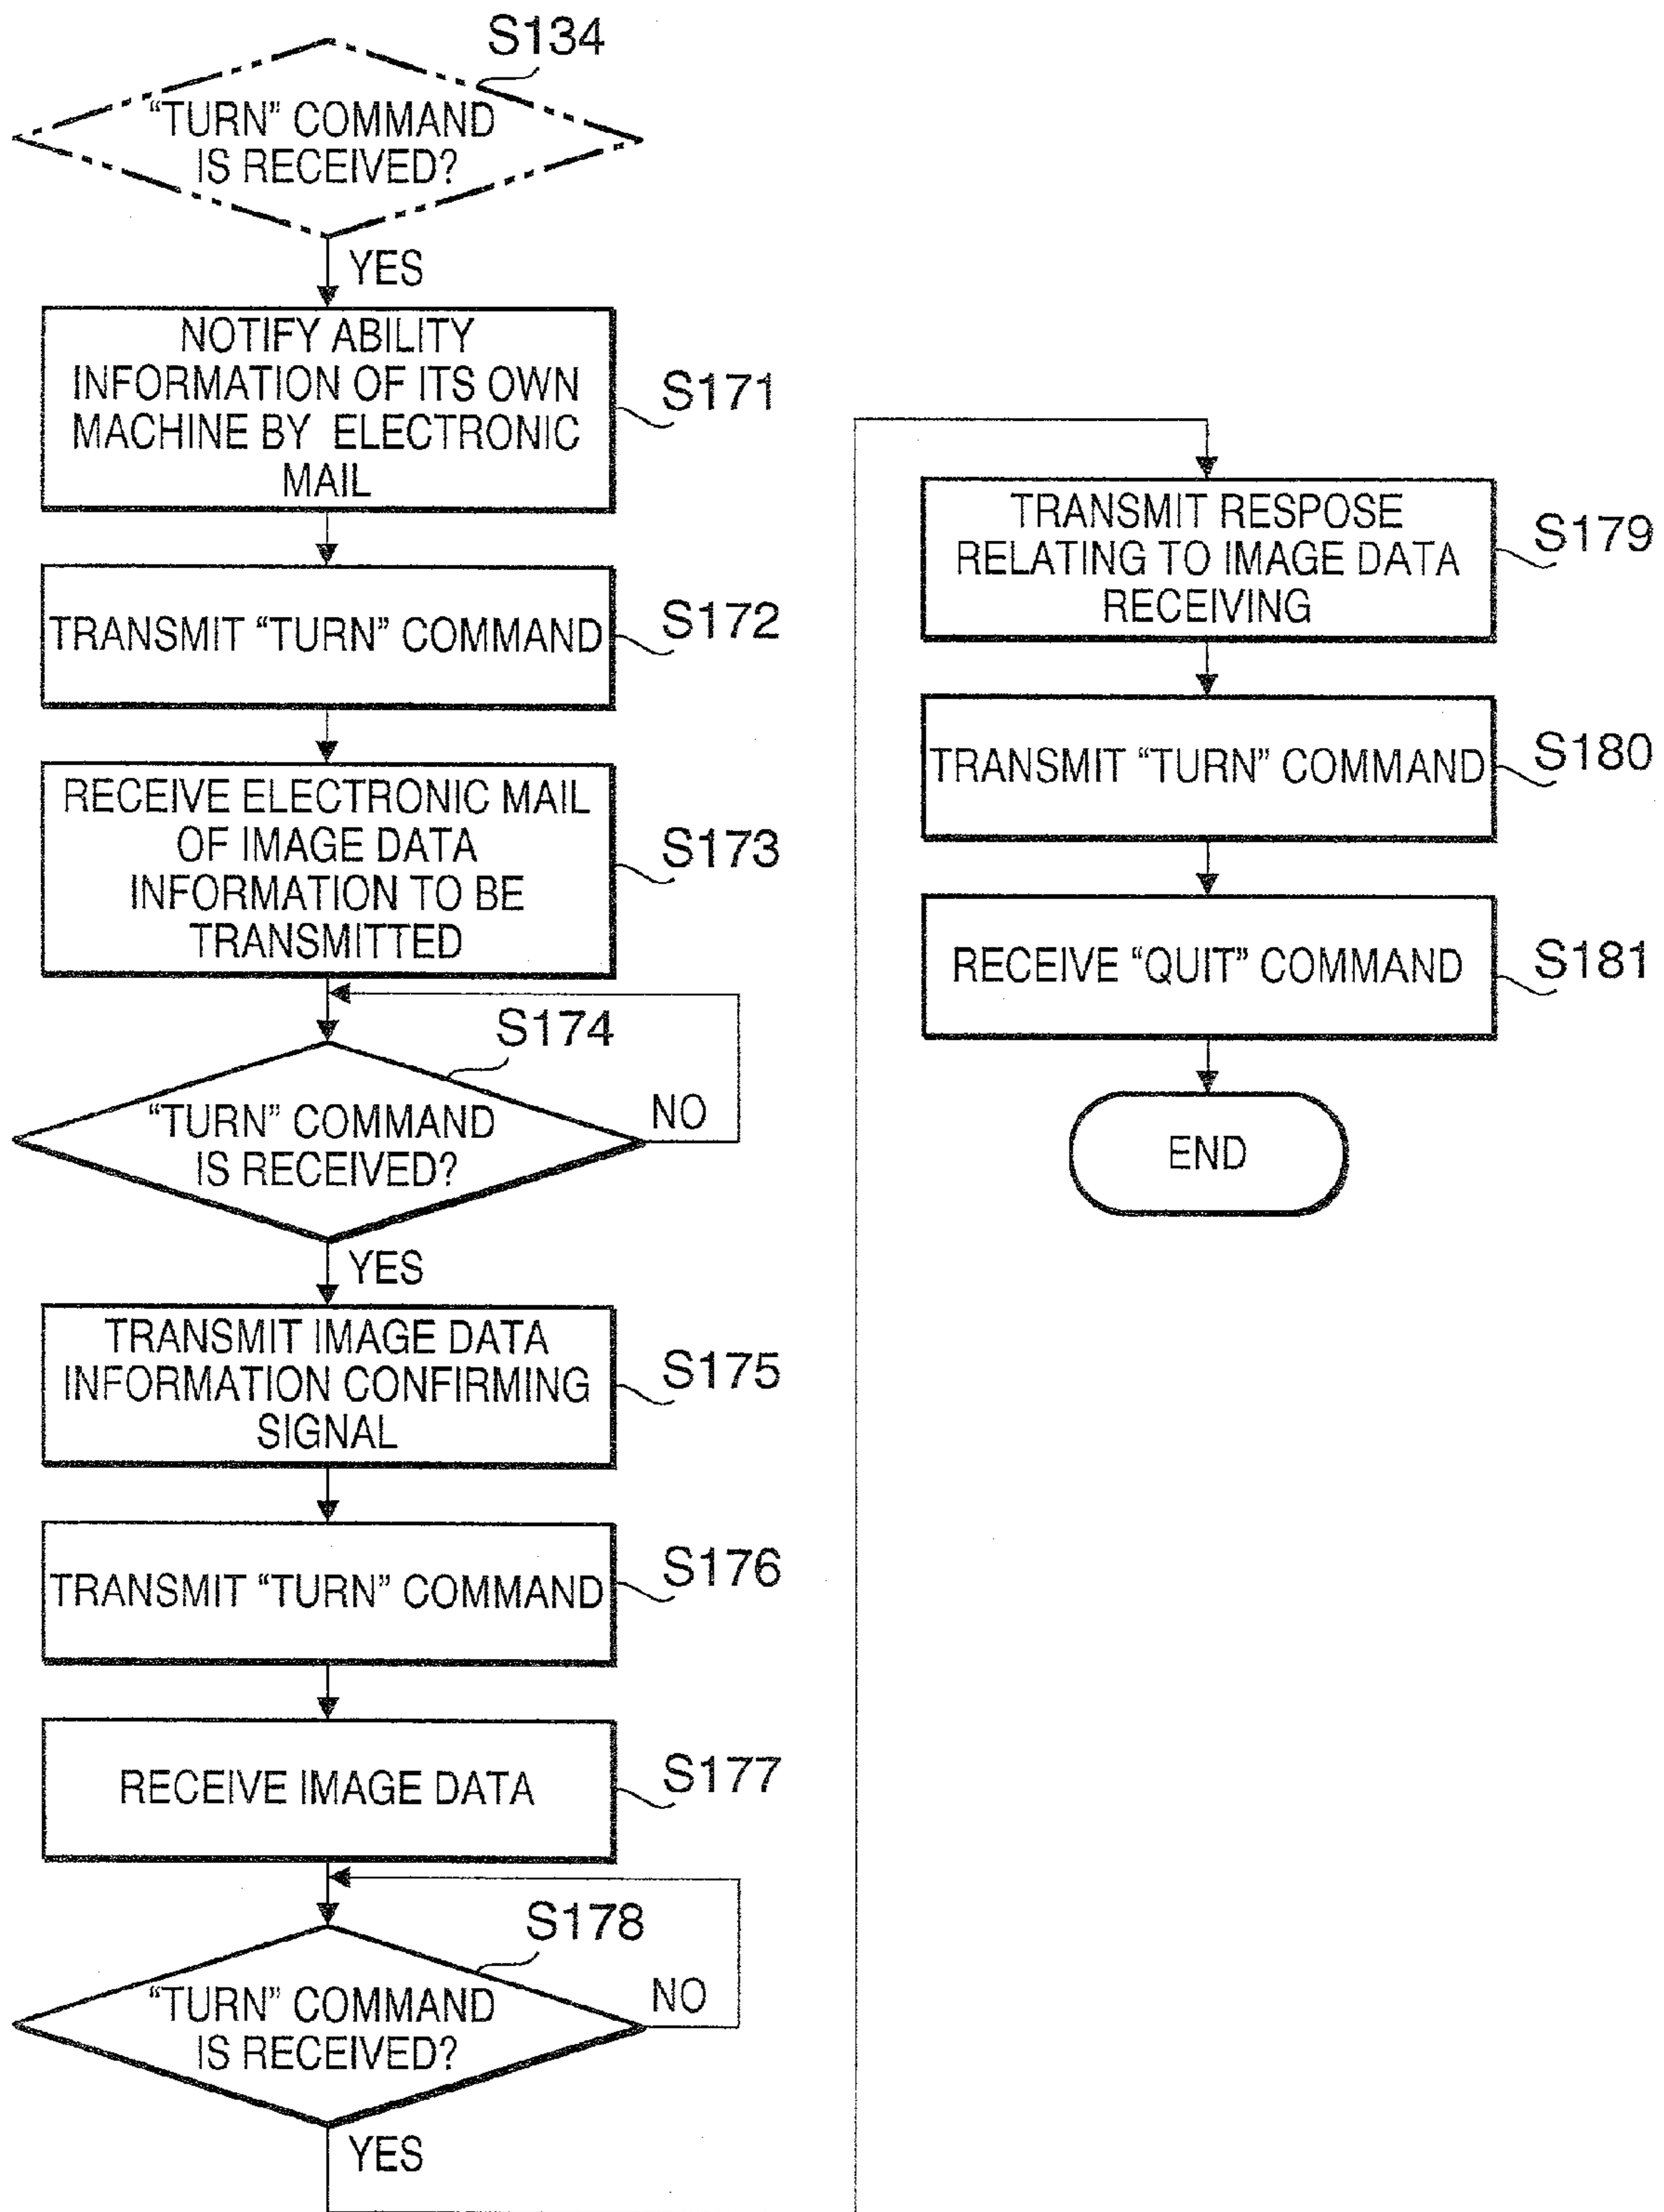 S134
“TURN” COMMAND
IS RECEIVED?
YES
NOTIFY ABILITY
INFORMATION OF ITS OWN
MACHINE BY ELECTRONIC
MAIL
S171
TRANSMIT “TURN” COMMAND
S172
RECEIVE ELECTRONIC MAIL
OF IMAGE DATA
INFORMATION TO BE
TRANSMITTED
S173
S174
“TURN” COMMAND
IS RECEIVED?
NO
YES
TRANSMIT IMAGE DATA
INFORMATION CONFIRMING
SIGNAL
S175
TRANSMIT “TURN” COMMAND
S176
RECEIVE IMAGE DATA
S177
S178
“TURN” COMMAND
IS RECEIVED?
NO
YES
TRANSMIT RESPOSE
RELATING TO IMAGE DATA
RECEIVING
S179
TRANSMIT “TURN” COMMAND
S180
RECEIVE “QUIT” COMMAND
S181
END